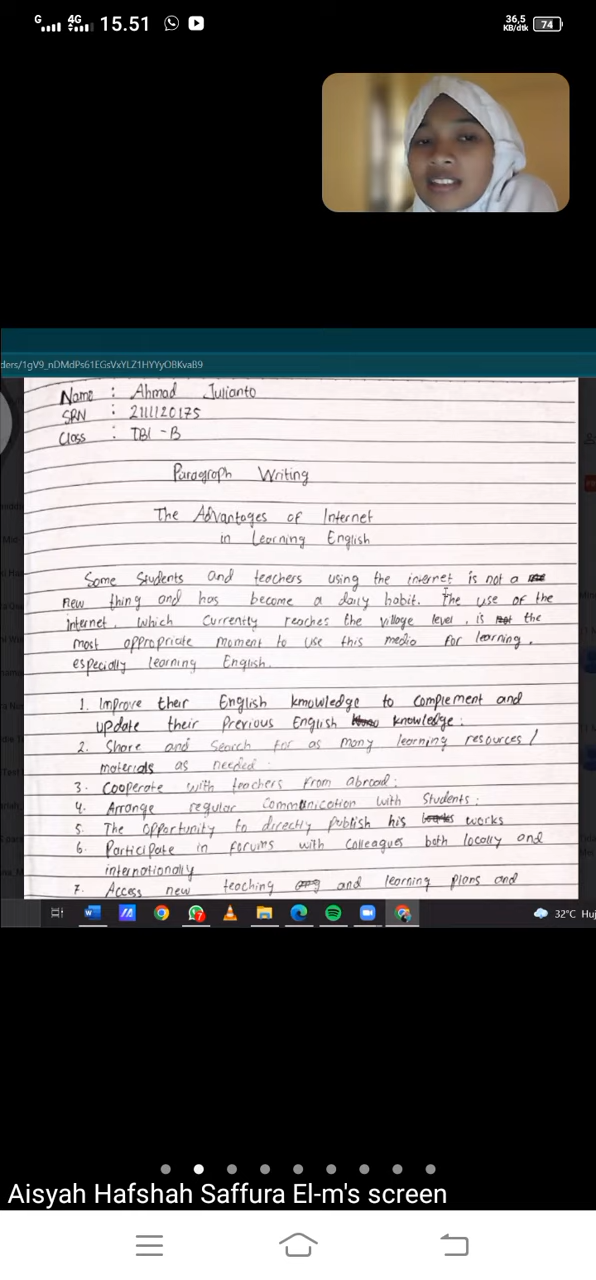 G 4G 15.51 36,5 KB/dtk 74
ders/1gV9_nDMdPs61EGsVxYLZ1HYYyOBKvaB9
Name : Ahmad Julianto
SRN : 2111120175
Class : TBI - B
Paragraph Writing
The Advantages of Internet
in Learning English
Some Students and teachers using the internet is not a
new thing and has become a daily habit. The use of the
internet, which currently reaches the village level, is the
most appropriate moment to use this media for learning,
especially learning English.
1. Improve their English kmowledge to complement and
update their Previous English knowledge:
2. Share and Search for as many learning resources /
materials as needed
3. Cooperate with teachers from abroad:
4. Arrange regular Communication with Students:
5. The opportunity to directly publish his works
6. Participate in forums with colleagues both locally and
internationally
7. Access new teaching and learning plans and
7
32°C Huj
Aisyah Hafshah Saffura El-m's screen